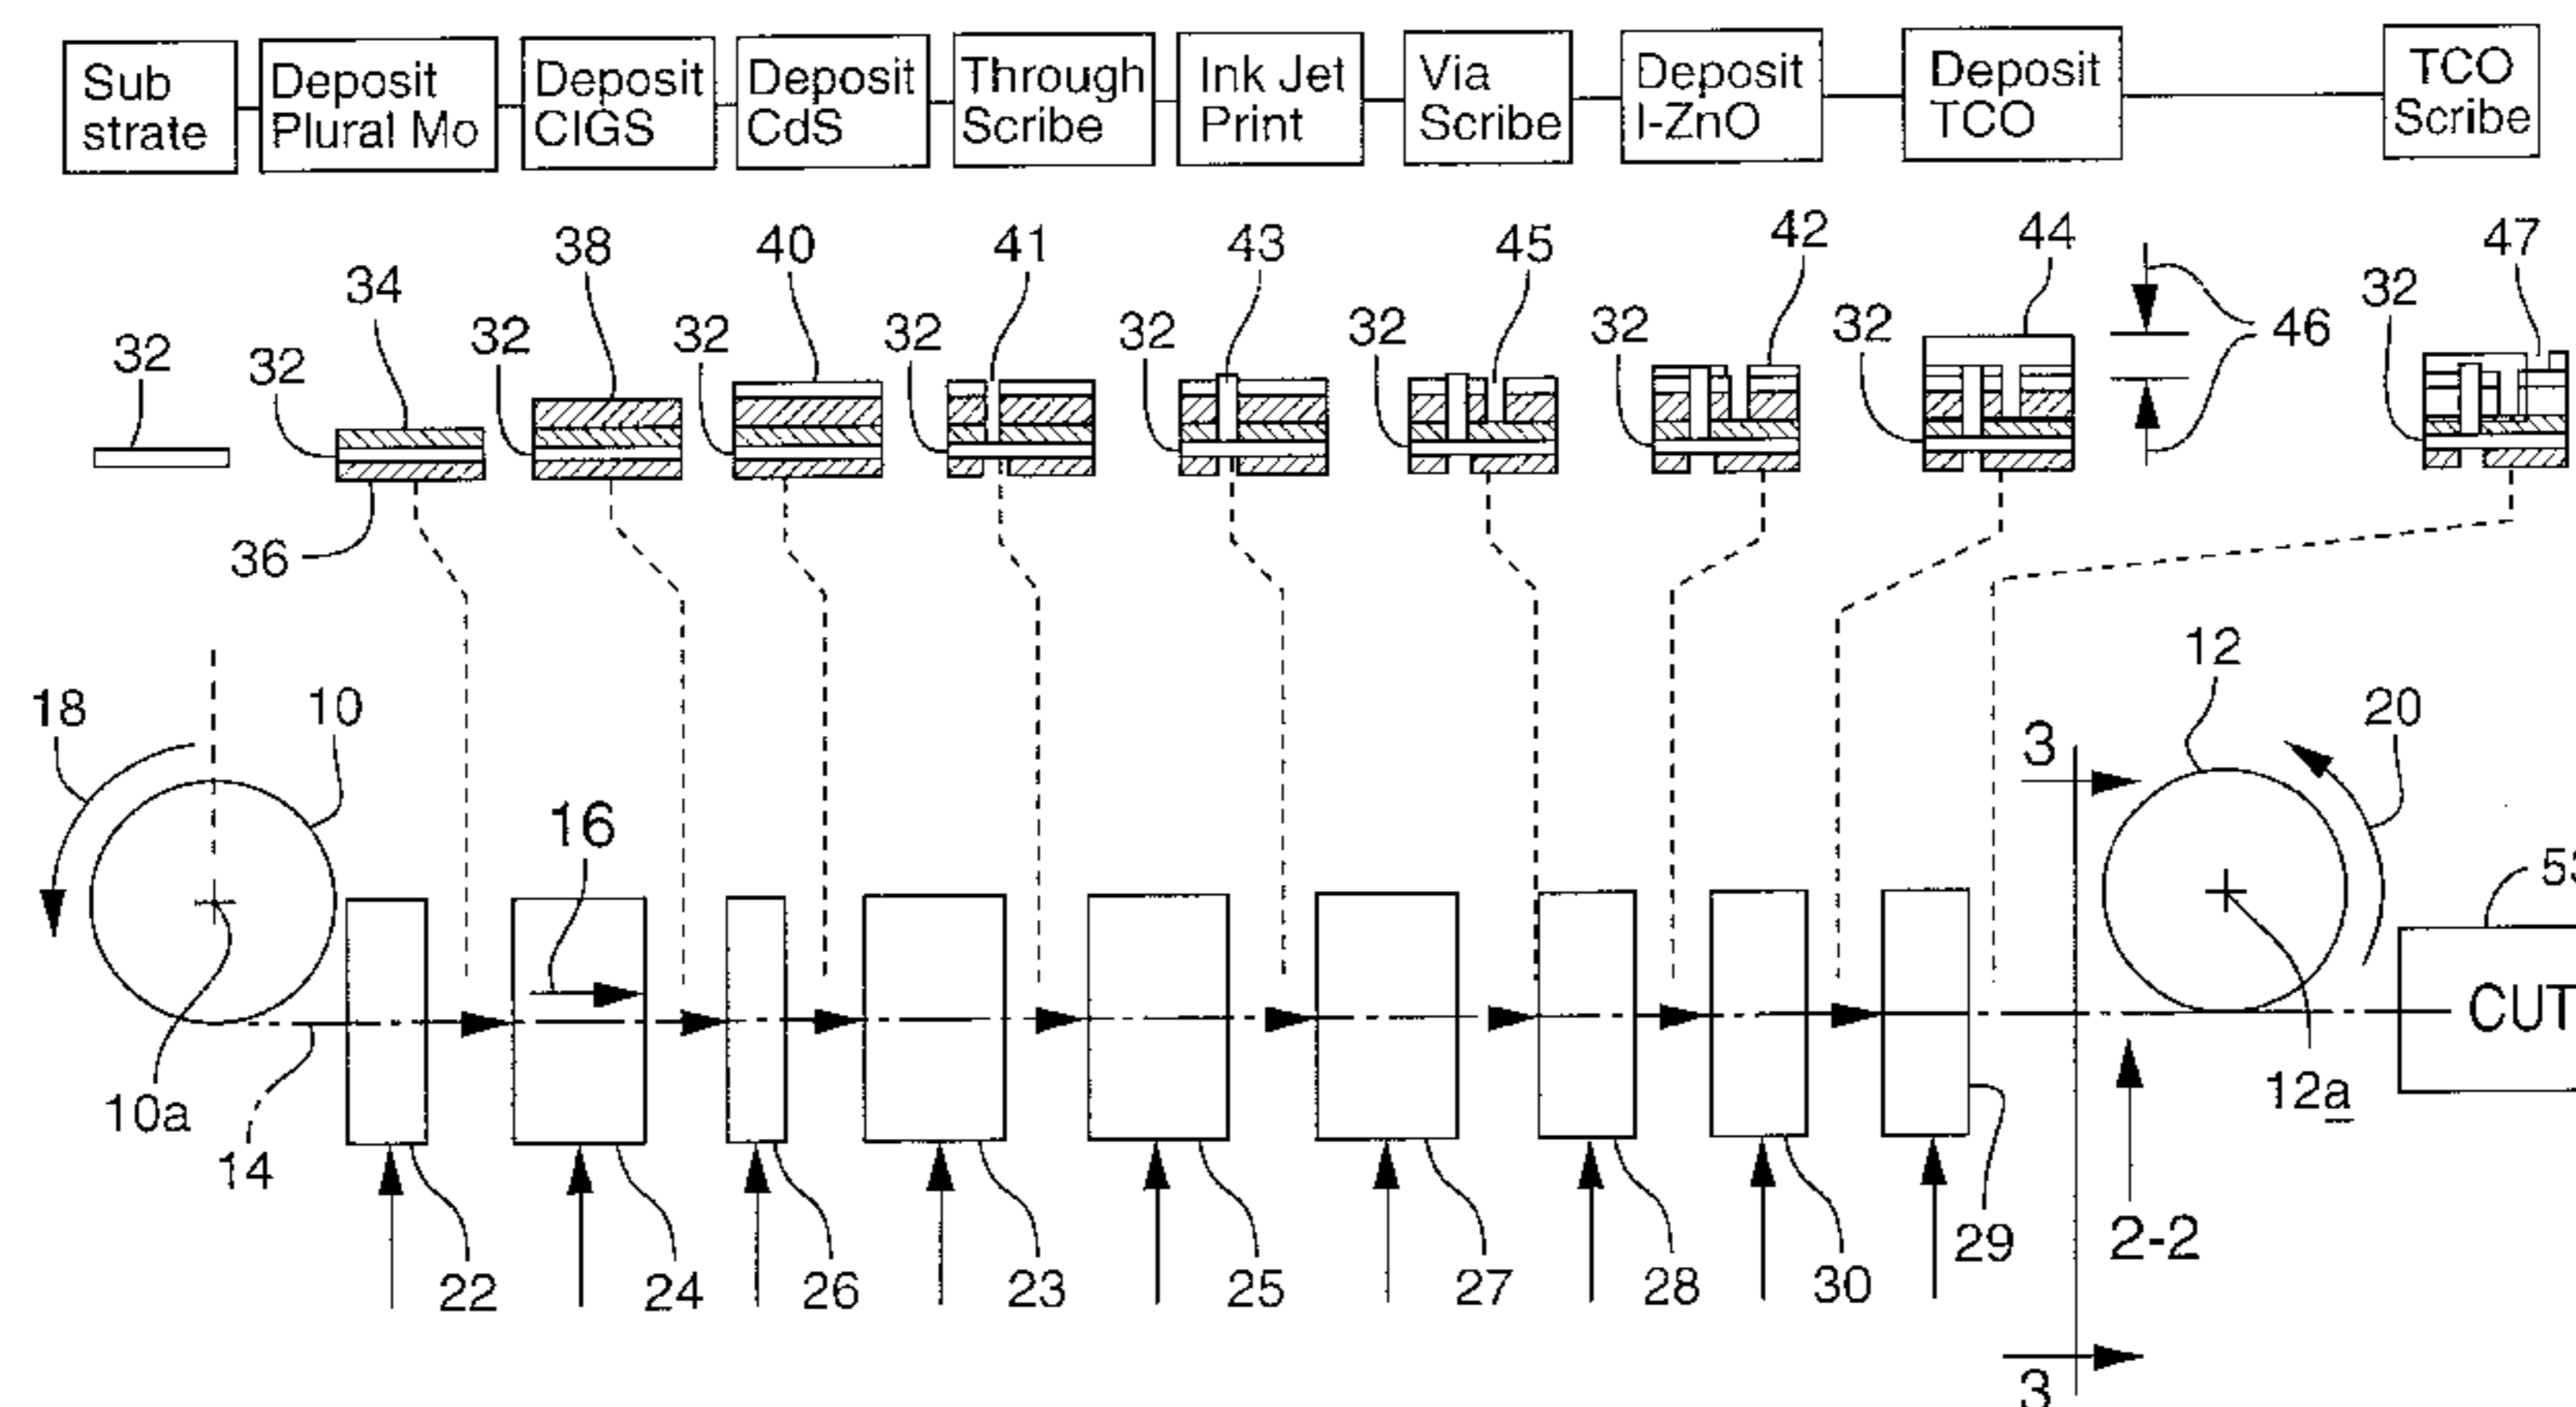 Sub
strate
Deposit
Plural Mo
Deposit
CIGS
Deposit
CdS
Through
Scribe
Ink Jet
Print
Via
Scribe
Deposit
I-ZnO
Deposit
TCO
TCO
Scribe
32
32
34
36
32
38
32
40
32
41
32
43
32
45
32
42
32
44
46
32
47
18
10
10a
14
16
22
24
26
23
25
27
28
30
29
3
3
2-2
12
20
12a
CUT